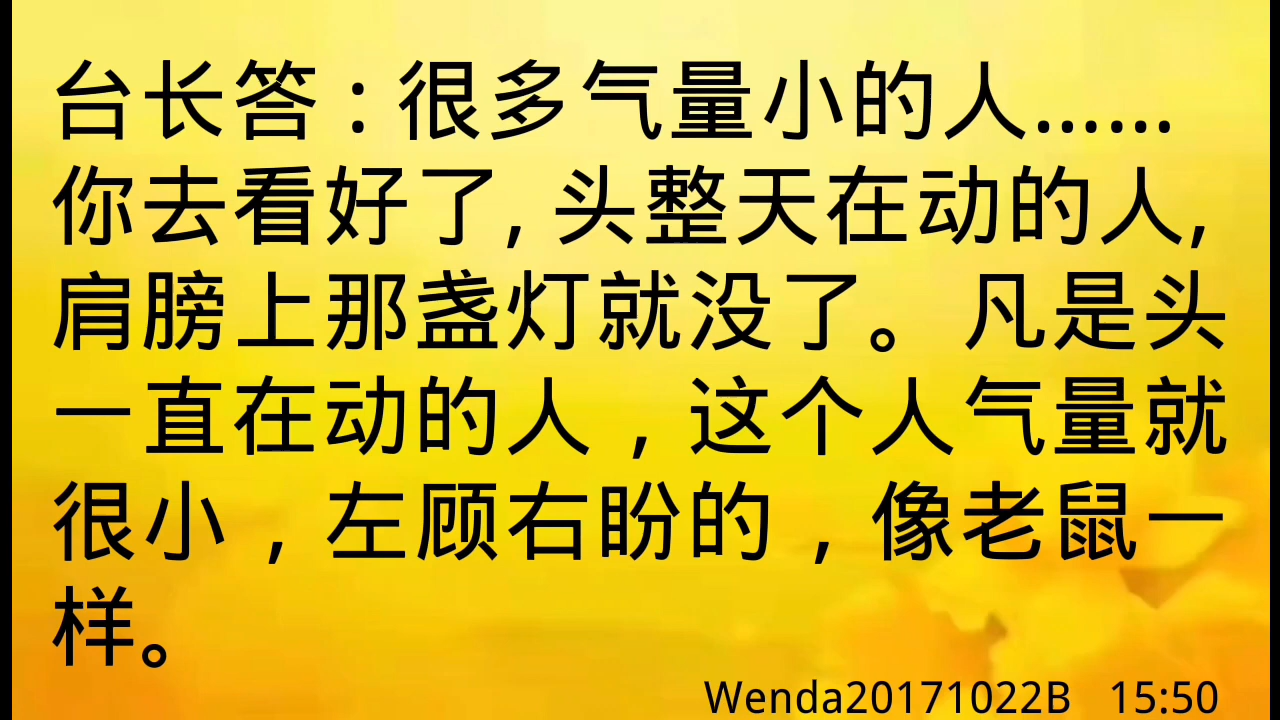 台长答：很多气量小的人……
你去看好了, 头整天在动的人,
肩膀上那盏灯就没了。凡是头
一直在动的人，这个人气量就
很小，左顾右盼的，像老鼠一
样。
Wenda20171022B 15:50